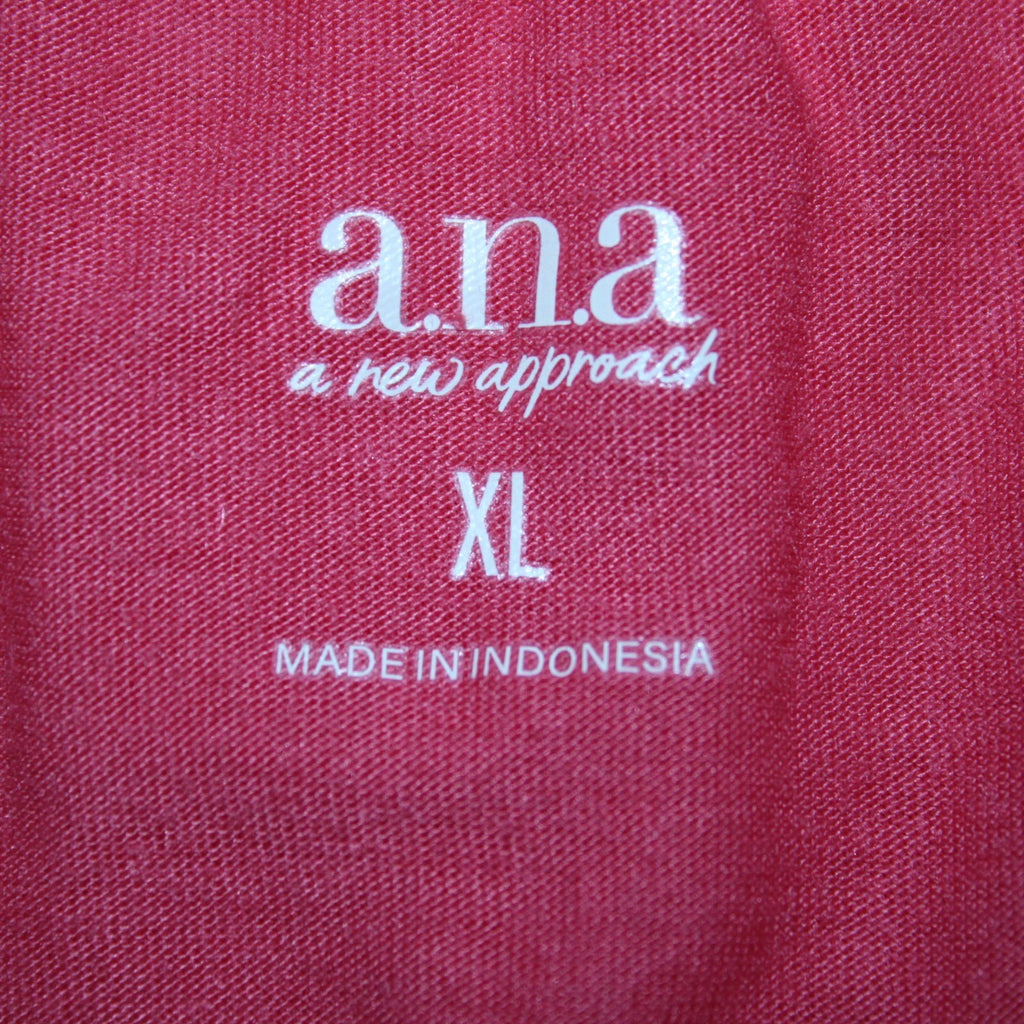 a.n.a
a new approach
XL
MADE IN INDONESIA